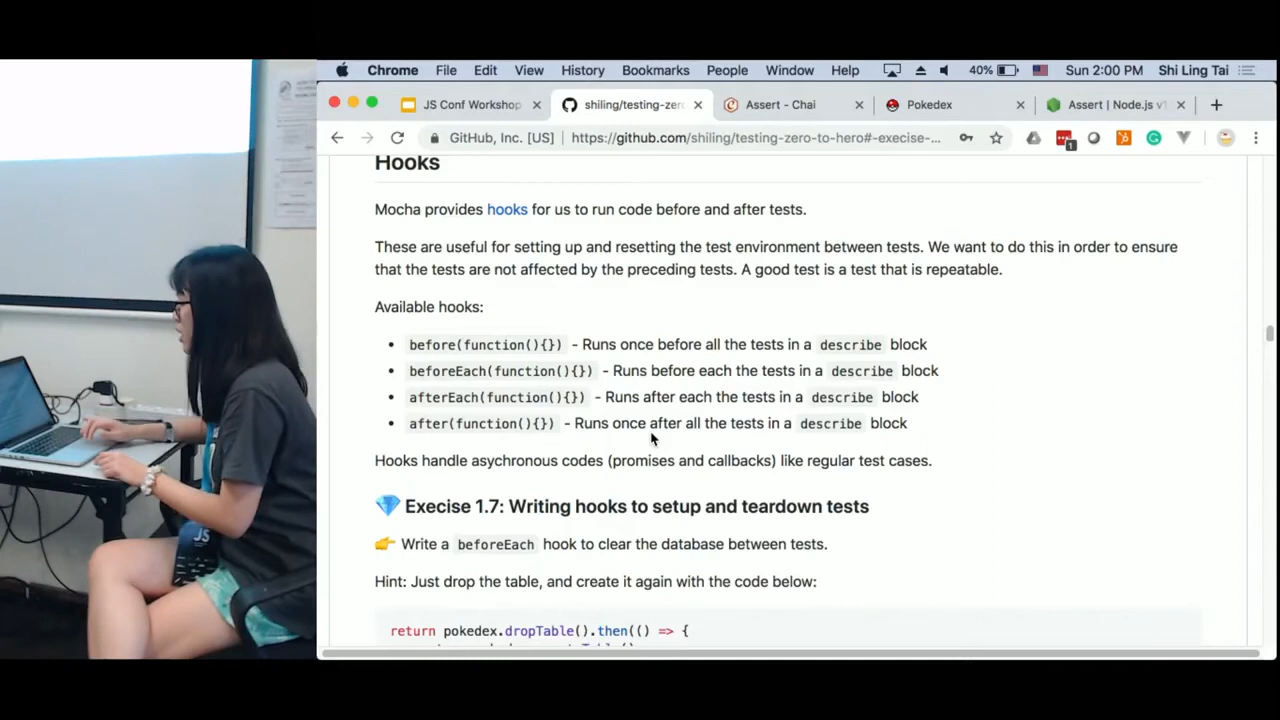 Chrome File Edit View History Bookmarks People Window Help 40% Sun 2:00 PM Shi Ling Tai
JS Conf Workshop shiling/testing-zero Assert - Chai Pokedex Assert | Node.js v1
GitHub, Inc. [US] https://github.com/shiling/testing-zero-to-hero#-execise-...
1
Hooks
Mocha provides hooks for us to run code before and after tests.
These are useful for setting up and resetting the test environment between tests. We want to do this in order to ensure
that the tests are not affected by the preceding tests. A good test is a test that is repeatable.
Available hooks:
before(function(){}) - Runs once before all the tests in a describe block
beforeEach(function(){}) - Runs before each the tests in a describe block
afterEach(function(){}) - Runs after each the tests in a describe block
after(function(){}) - Runs once after all the tests in a describe block
Hooks handle asychronous codes (promises and callbacks) like regular test cases.
Execise 1.7: Writing hooks to setup and teardown tests
Write a beforeEach hook to clear the database between tests.
Hint: Just drop the table, and create it again with the code below:
return pokedex.dropTable().then(() => {
JS